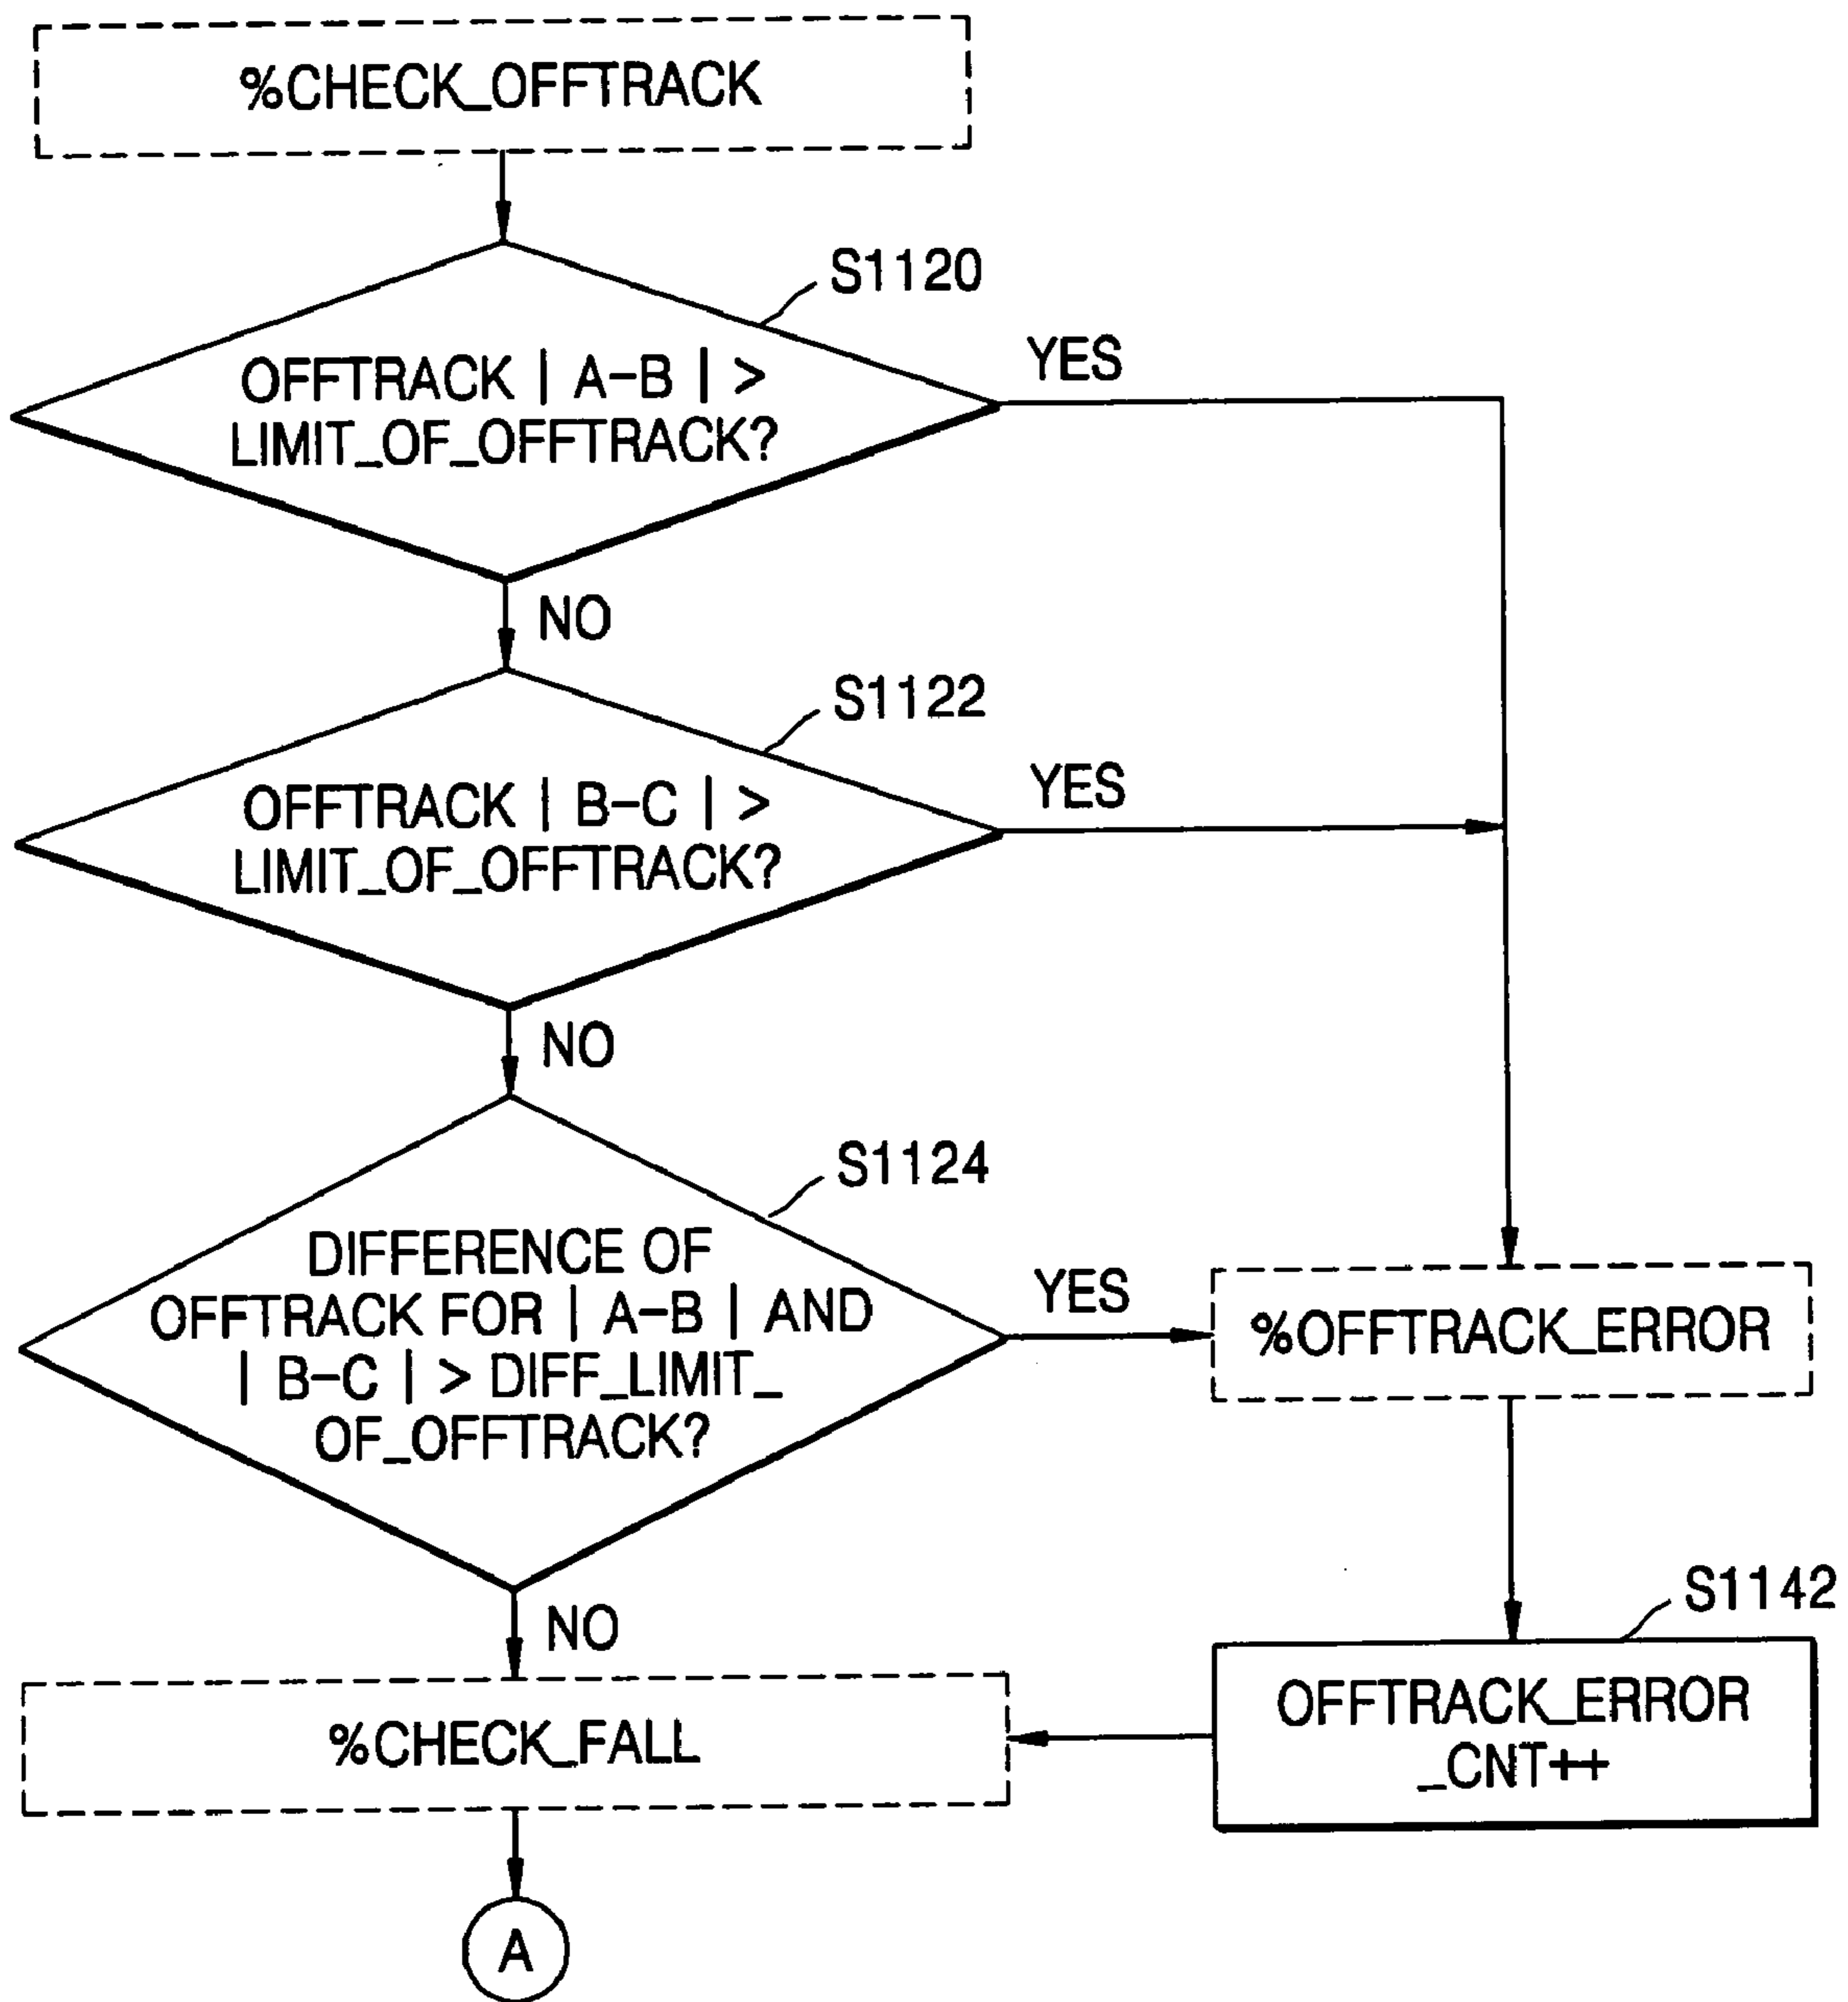 %CHECK_OFFTRACK
S1120
OFFTRACK | A-B | >
LIMIT_OF_OFFTRACK?
YES
NO
S1122
OFFTRACK | B-C | >
LIMIT_OF_OFFTRACK?
YES
NO
S1124
DIFFERENCE OF
OFFTRACK FOR | A-B | AND
| B-C | > DIFF_LIMIT_
OF_OFFTRACK?
YES
%OFFTRACK_ERROR
NO
S1142
OFFTRACK_ERROR
_CNT++
%CHECK_FALL
A